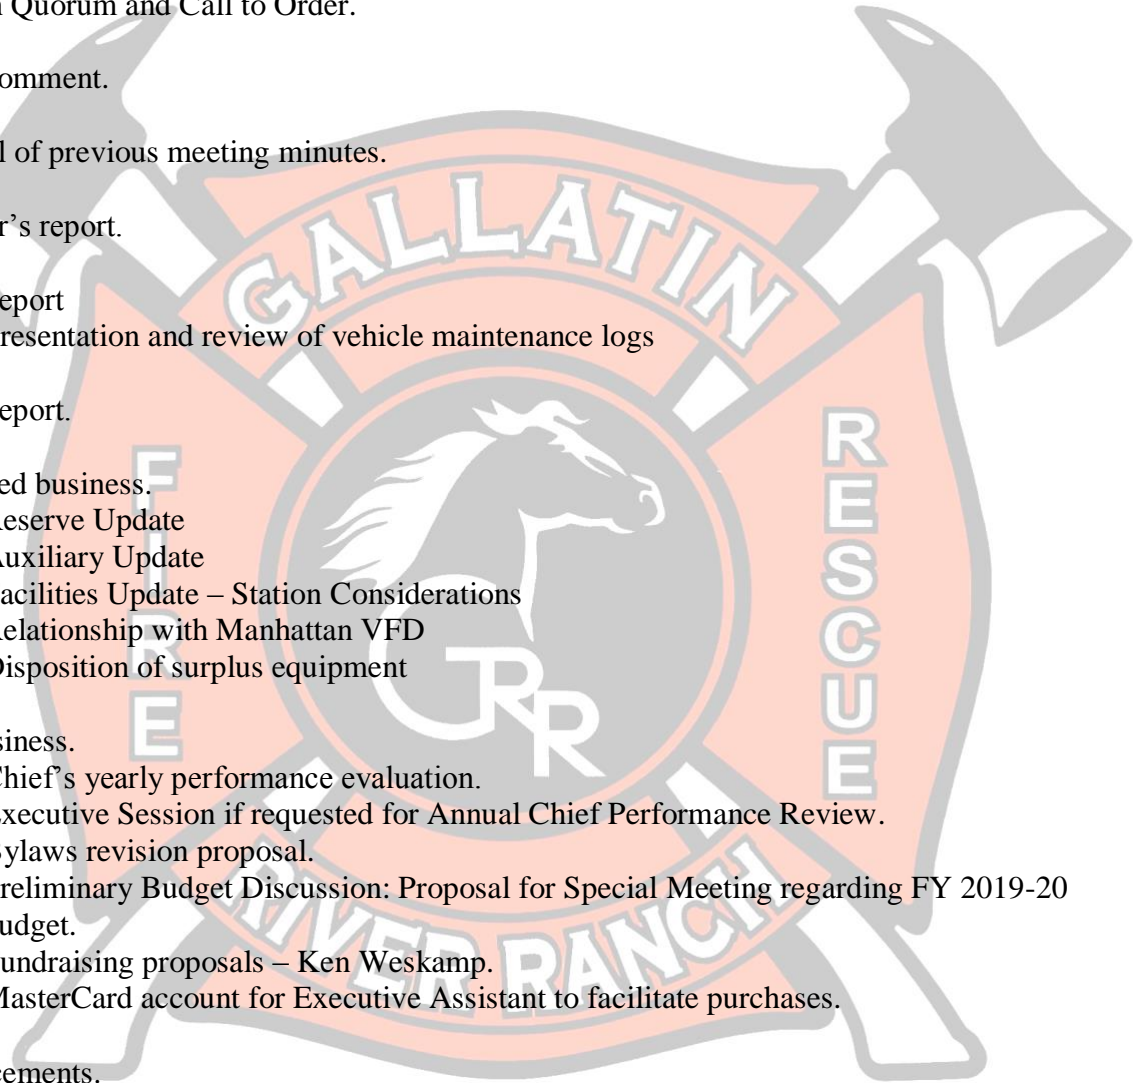 n Quorum and Call to Order.
omment.
l of previous meeting minutes.
r’s report.
eport
resentation and review of vehicle maintenance logs
eport.
ed business.
Reserve Update
Auxiliary Update
acilities Update – Station Considerations
Relationship with Manhattan VFD
Disposition of surplus equipment
siness.
Chief’s yearly performance evaluation.
Executive Session if requested for Annual Chief Performance Review.
Bylaws revision proposal.
reliminary Budget Discussion: Proposal for Special Meeting regarding FY 2019-20
udget.
undraising proposals – Ken Weskamp.
MasterCard account for Executive Assistant to facilitate purchases.
cements.
GALLATIN
FIRE
RESCUE
GRR
RIVER RANCH